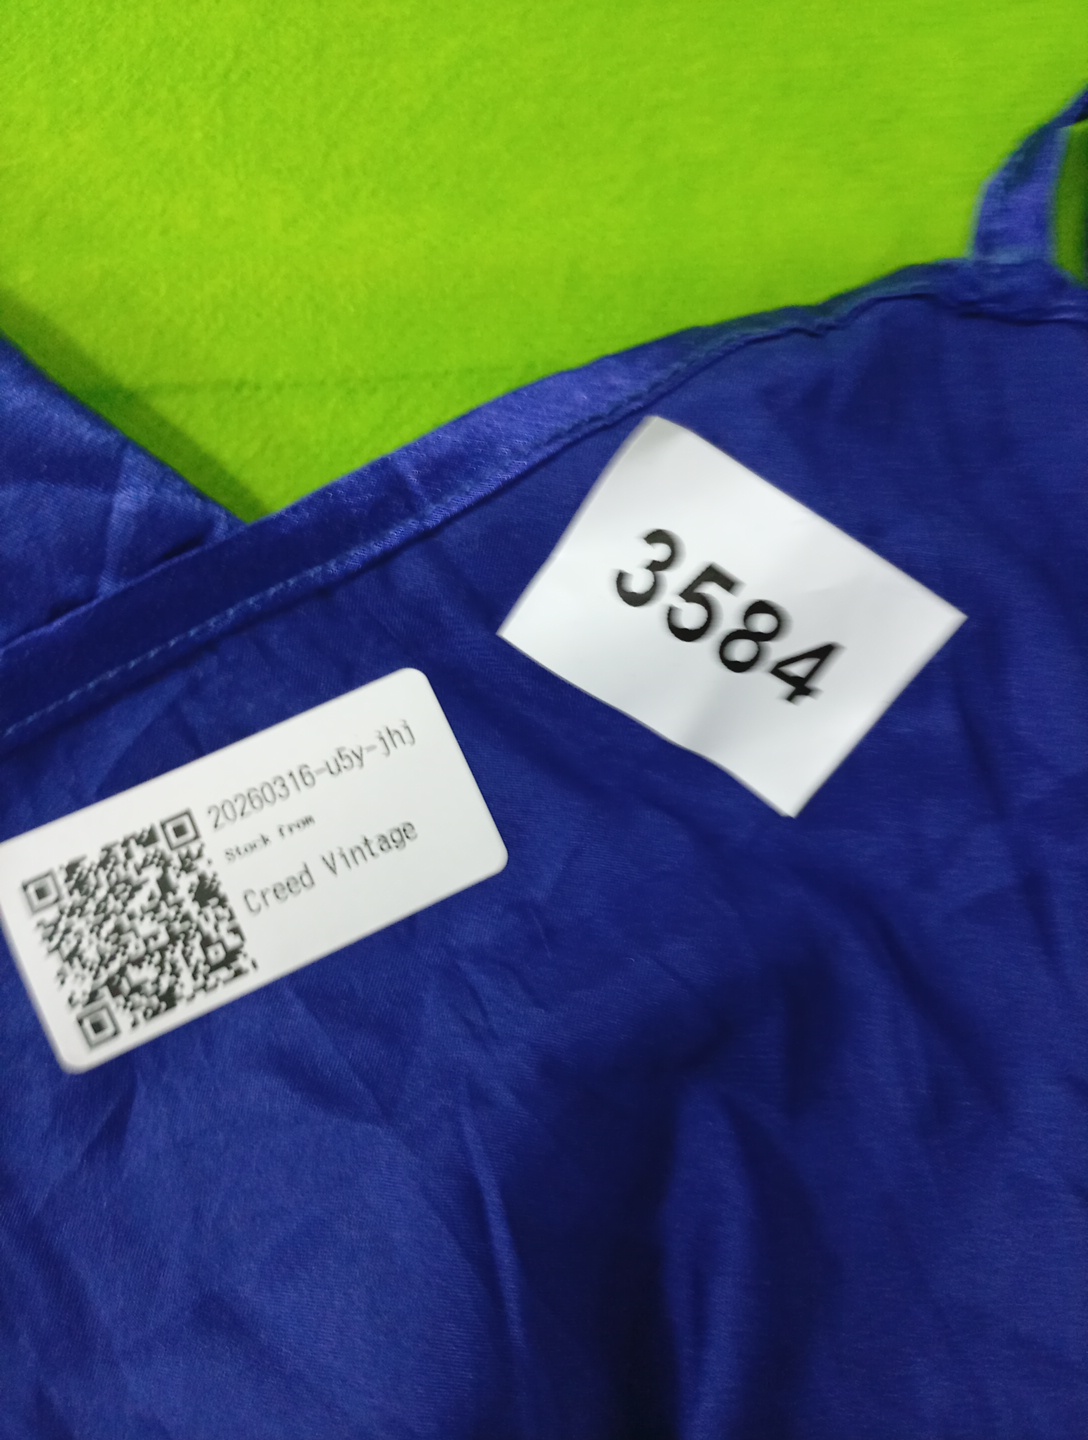 3584
20260316-u5y-jhj
Stock from
Creed Vintage